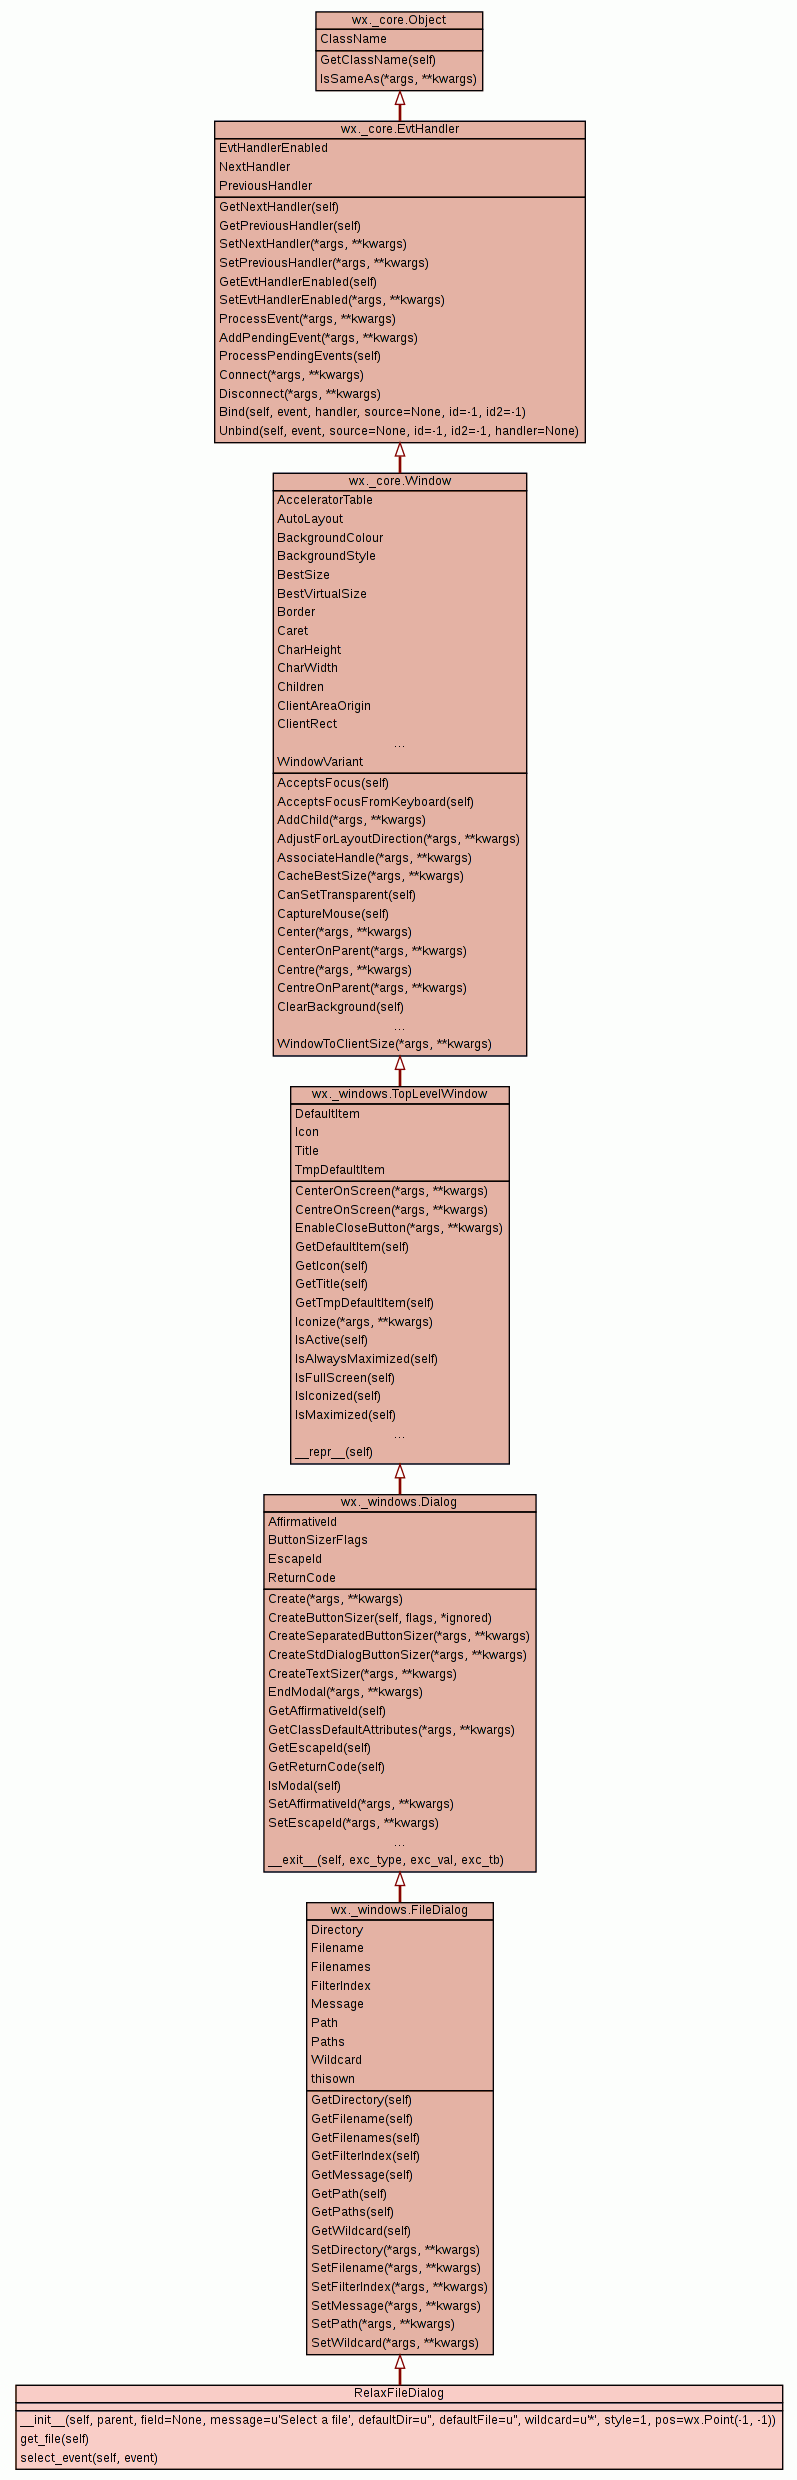 wx._core.Object
ClassName
GetClassName(self)
IsSameAs(*args, **kwargs)
wx._core.EvtHandler
EvtHandlerEnabled
NextHandler
PreviousHandler
GetNextHandler(self)
GetPreviousHandler(self)
SetNextHandler(*args, **kwargs)
SetPreviousHandler(*args, **kwargs)
GetEvtHandlerEnabled(self)
SetEvtHandlerEnabled(*args, **kwargs)
ProcessEvent(*args, **kwargs)
AddPendingEvent(*args, **kwargs)
ProcessPendingEvents(self)
Connect(*args, **kwargs)
Disconnect(*args, **kwargs)
Bind(self, event, handler, source=None, id=-1, id2=-1)
Unbind(self, event, source=None, id=-1, id2=-1, handler=None)
wx._core.Window
AcceleratorTable
AutoLayout
BackgroundColour
BackgroundStyle
BestSize
BestVirtualSize
Border
Caret
CharHeight
CharWidth
Children
ClientAreaOrigin
ClientRect
...
WindowVariant
AcceptsFocus(self)
AcceptsFocusFromKeyboard(self)
AddChild(*args, **kwargs)
AdjustForLayoutDirection(*args, **kwargs)
AssociateHandle(*args, **kwargs)
CacheBestSize(*args, **kwargs)
CanSetTransparent(self)
CaptureMouse(self)
Center(*args, **kwargs)
CenterOnParent(*args, **kwargs)
Centre(*args, **kwargs)
CentreOnParent(*args, **kwargs)
ClearBackground(self)
...
WindowToClientSize(*args, **kwargs)
wx._windows.TopLevelWindow
DefaultItem
Icon
Title
TmpDefaultItem
CenterOnScreen(*args, **kwargs)
CentreOnScreen(*args, **kwargs)
EnableCloseButton(*args, **kwargs)
GetDefaultItem(self)
GetIcon(self)
GetTitle(self)
GetTmpDefaultItem(self)
Iconize(*args, **kwargs)
IsActive(self)
IsAlwaysMaximized(self)
IsFullScreen(self)
IsIconized(self)
IsMaximized(self)
...
__repr__(self)
wx._windows.Dialog
AffirmativeId
ButtonSizerFlags
EscapeId
ReturnCode
Create(*args, **kwargs)
CreateButtonSizer(self, flags, *ignored)
CreateSeparatedButtonSizer(*args, **kwargs)
CreateStdDialogButtonSizer(*args, **kwargs)
CreateTextSizer(*args, **kwargs)
EndModal(*args, **kwargs)
GetAffirmativeId(self)
GetClassDefaultAttributes(*args, **kwargs)
GetEscapeId(self)
GetReturnCode(self)
IsModal(self)
SetAffirmativeId(*args, **kwargs)
SetEscapeId(*args, **kwargs)
...
__exit__(self, exc_type, exc_val, exc_tb)
wx._windows.FileDialog
Directory
Filename
Filenames
FilterIndex
Message
Path
Paths
Wildcard
thisown
GetDirectory(self)
GetFilename(self)
GetFilenames(self)
GetFilterIndex(self)
GetMessage(self)
GetPath(self)
GetPaths(self)
GetWildcard(self)
SetDirectory(*args, **kwargs)
SetFilename(*args, **kwargs)
SetFilterIndex(*args, **kwargs)
SetMessage(*args, **kwargs)
SetPath(*args, **kwargs)
SetWildcard(*args, **kwargs)
RelaxFileDialog
__init__(self, parent, field=None, message=u'Select a file', defaultDir=u'', defaultFile=u'', wildcard=u'*', style=1, pos=wx.Point(-1, -1))
get_file(self)
select_event(self, event)